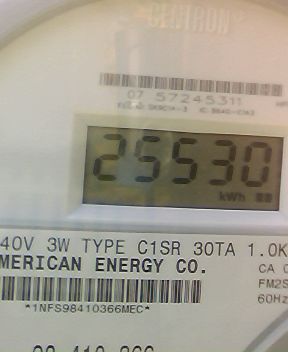 CENTRON
07 57245311
25530
kWh
40V 3W TYPE C1SR 30TA 1.0K
MERICAN ENERGY CO.
CA
FM2S
60Hz
*1NFS98410366MEC*